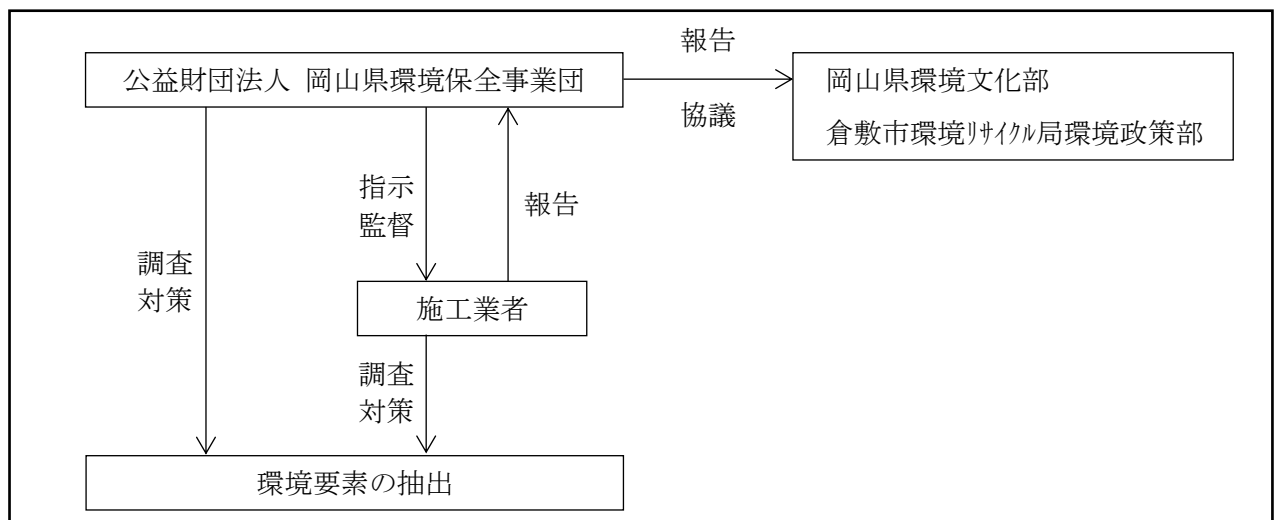 報告
公益財団法人 岡山県環境保全事業団
協議
岡山県環境文化部
倉敷市環境ﾘｻｲｸﾙ局環境政策部
指示
監督
報告
調査
対策
施工業者
調査
対策
環境要素の抽出